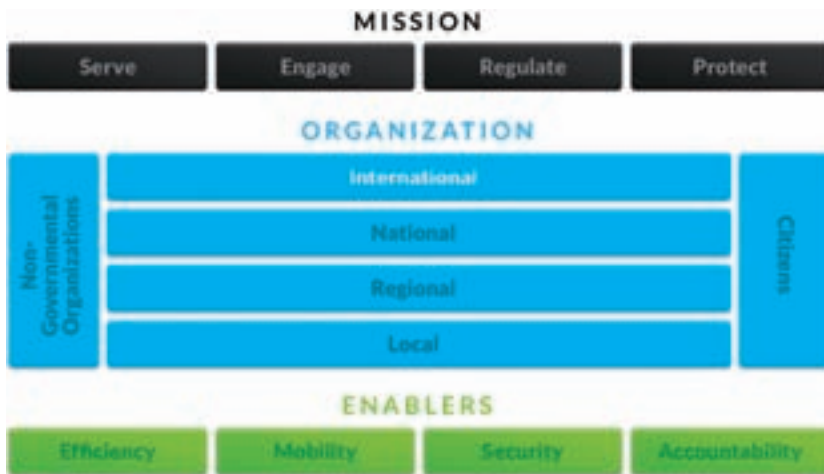 MISSION
Serve
Engage
Regulate
Protect
ORGANIZATION
Non-
Governmental
Organizations
International
National
Regional
Local
Citizens
ENABLERS
Efficiency
Mobility
Security
Accountability